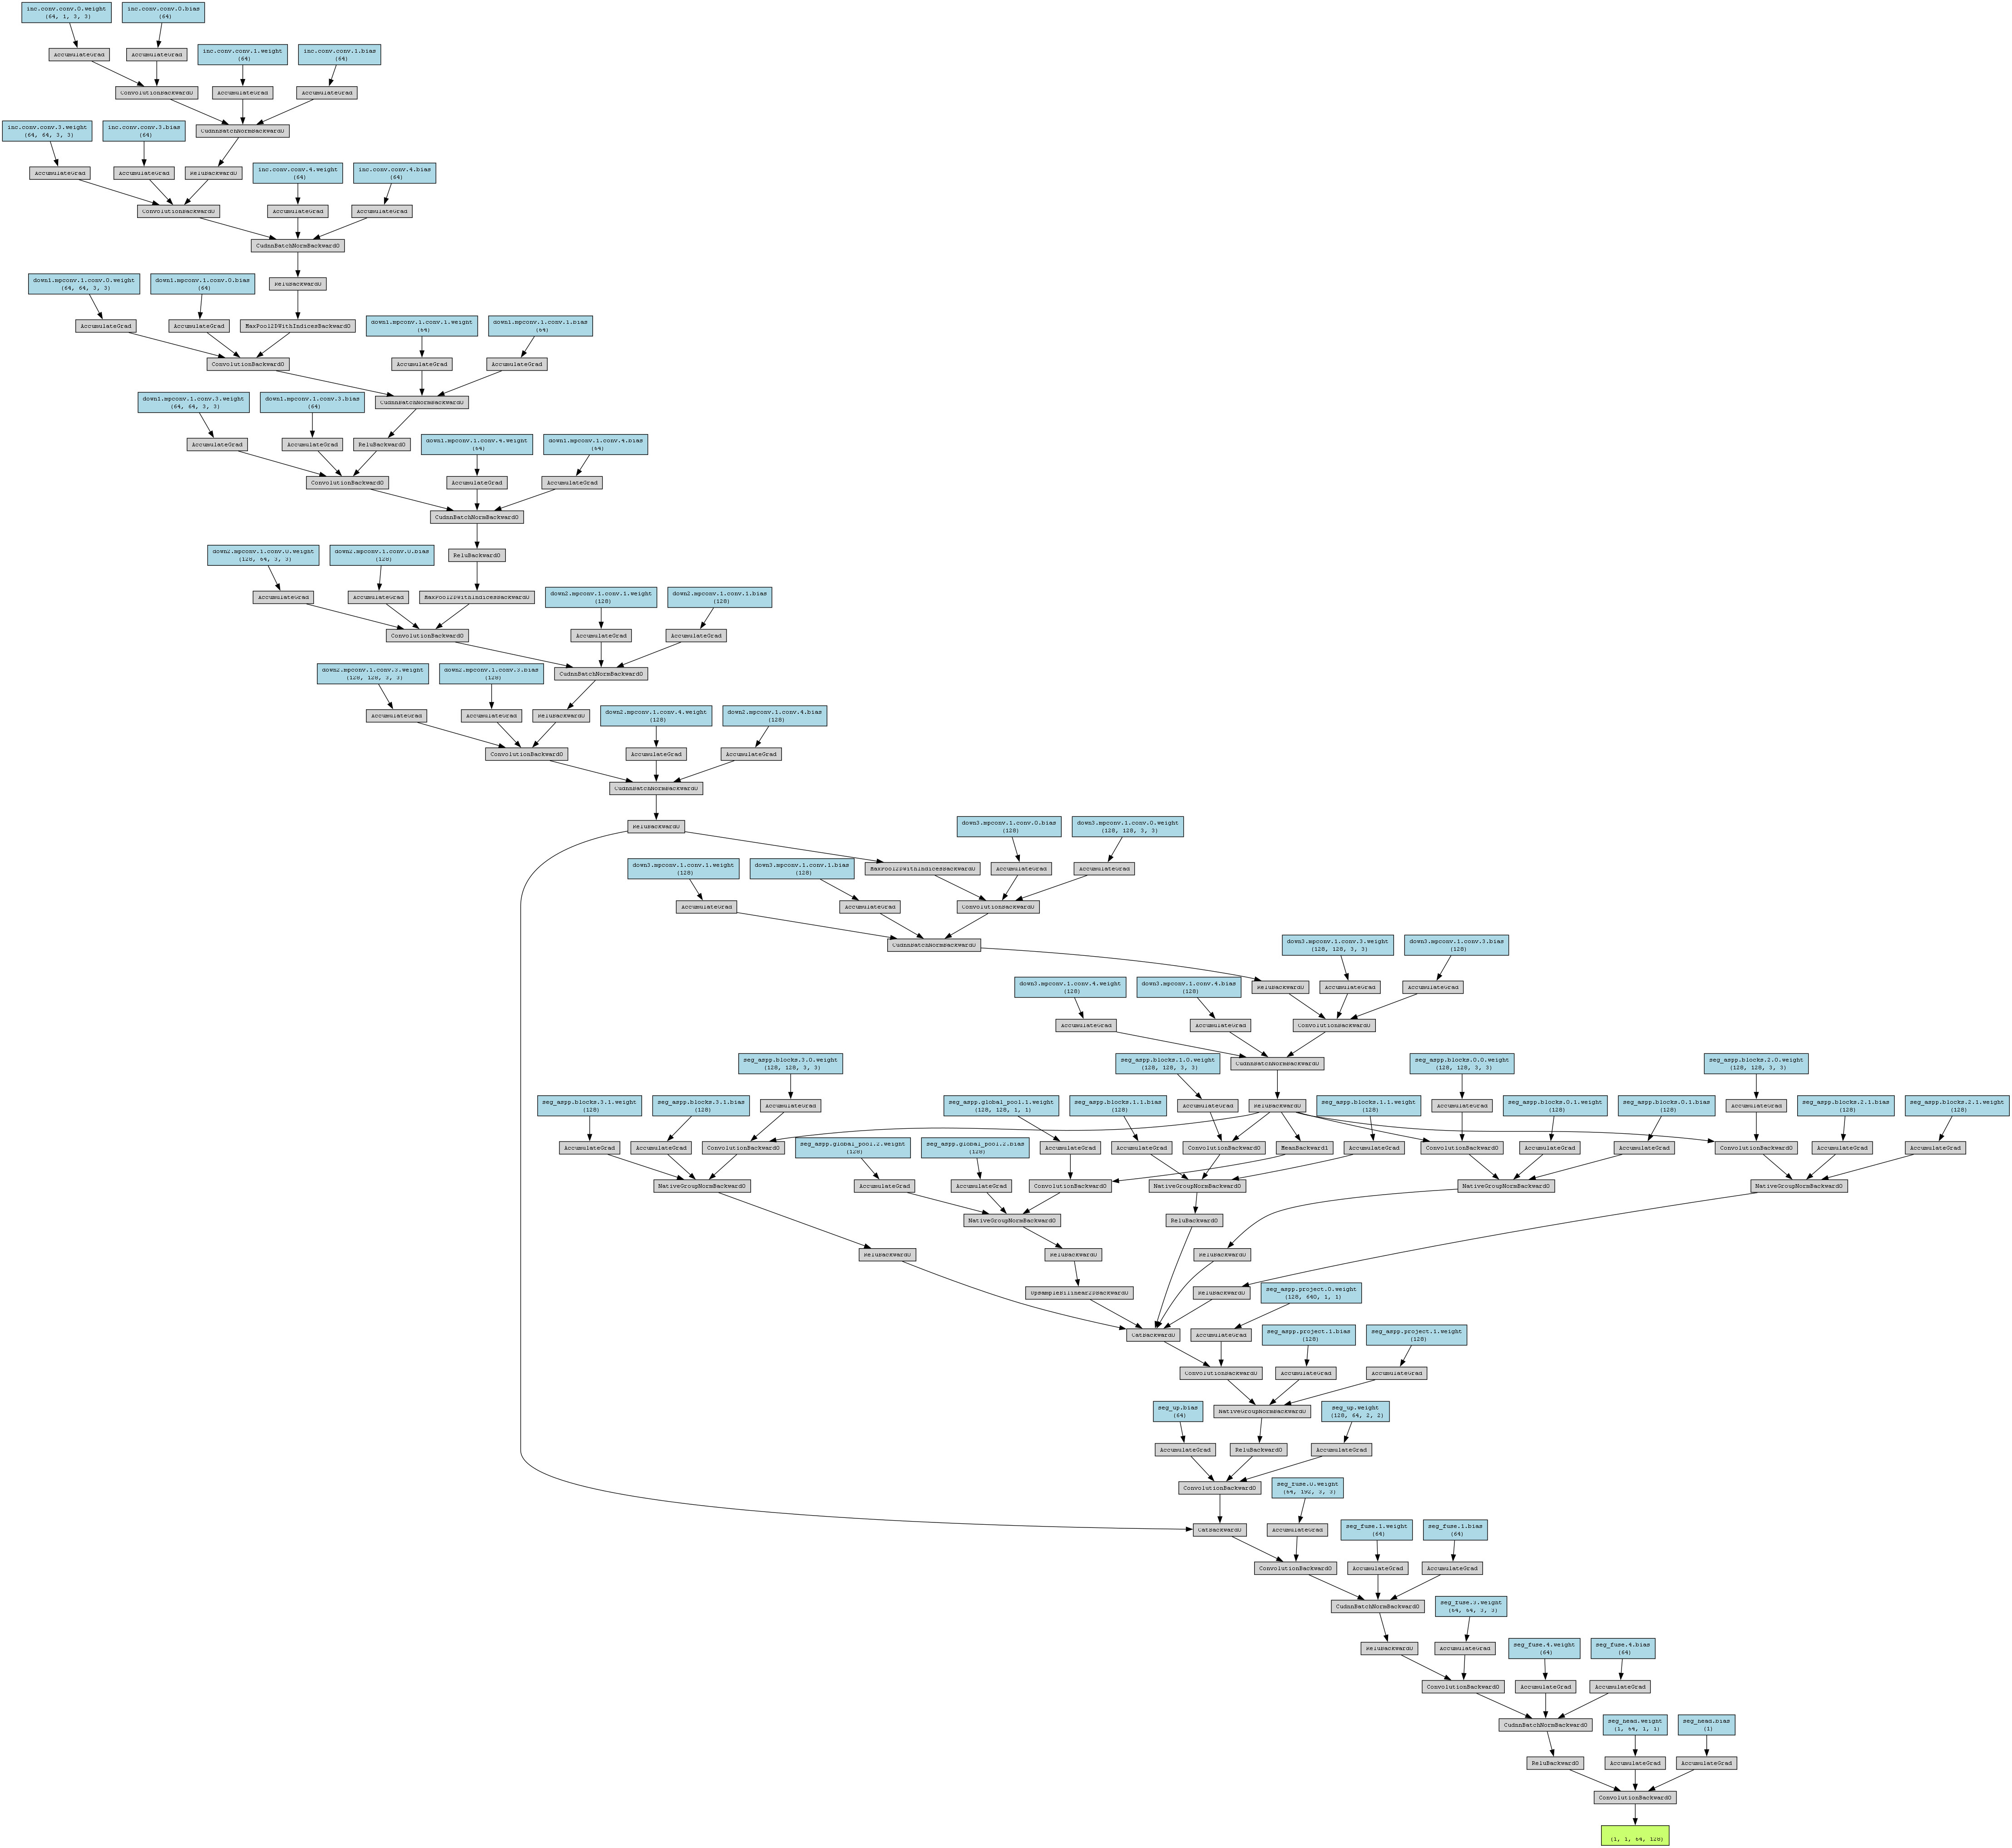 inc.conv.conv.0.weight
(64, 1, 3, 3)
inc.conv.conv.0.bias
(64)
AccumulateGrad
AccumulateGrad
inc.conv.conv.1.weight
(64)
inc.conv.conv.1.bias
(64)
ConvolutionBackward0
AccumulateGrad
AccumulateGrad
inc.conv.conv.3.weight
(64, 64, 3, 3)
inc.conv.conv.3.bias
(64)
CudnnBatchNormBackward0
AccumulateGrad
AccumulateGrad
ReluBackward0
inc.conv.conv.4.weight
(64)
inc.conv.conv.4.bias
(64)
ConvolutionBackward0
AccumulateGrad
AccumulateGrad
CudnnBatchNormBackward0
down1.mpconv.1.conv.0.weight
(64, 64, 3, 3)
down1.mpconv.1.conv.0.bias
(64)
ReluBackward0
AccumulateGrad
AccumulateGrad
MaxPool2DWithIndicesBackward0
down1.mpconv.1.conv.1.weight
(64)
down1.mpconv.1.conv.1.bias
(64)
ConvolutionBackward0
AccumulateGrad
AccumulateGrad
down1.mpconv.1.conv.3.weight
(64, 64, 3, 3)
down1.mpconv.1.conv.3.bias
(64)
CudnnBatchNormBackward0
AccumulateGrad
AccumulateGrad
ReluBackward0
down1.mpconv.1.conv.4.weight
(64)
down1.mpconv.1.conv.4.bias
(64)
ConvolutionBackward0
AccumulateGrad
AccumulateGrad
CudnnBatchNormBackward0
down2.mpconv.1.conv.0.weight
(128, 64, 3, 3)
down2.mpconv.1.conv.0.bias
(128)
ReluBackward0
AccumulateGrad
AccumulateGrad
MaxPool2DWithIndicesBackward0
down2.mpconv.1.conv.1.weight
(128)
down2.mpconv.1.conv.1.bias
(128)
ConvolutionBackward0
AccumulateGrad
AccumulateGrad
down2.mpconv.1.conv.3.weight
(128, 128, 3, 3)
down2.mpconv.1.conv.3.bias
(128)
CudnnBatchNormBackward0
AccumulateGrad
AccumulateGrad
ReluBackward0
down2.mpconv.1.conv.4.weight
(128)
down2.mpconv.1.conv.4.bias
(128)
ConvolutionBackward0
AccumulateGrad
AccumulateGrad
CudnnBatchNormBackward0
ReluBackward0
down3.mpconv.1.conv.0.bias
(128)
down3.mpconv.1.conv.0.weight
(128, 128, 3, 3)
down3.mpconv.1.conv.1.weight
(128)
down3.mpconv.1.conv.1.bias
(128)
MaxPool2DWithIndicesBackward0
AccumulateGrad
AccumulateGrad
AccumulateGrad
AccumulateGrad
ConvolutionBackward0
CudnnBatchNormBackward0
down3.mpconv.1.conv.3.weight
(128, 128, 3, 3)
down3.mpconv.1.conv.3.bias
(128)
down3.mpconv.1.conv.4.weight
(128)
down3.mpconv.1.conv.4.bias
(128)
ReluBackward0
AccumulateGrad
AccumulateGrad
AccumulateGrad
AccumulateGrad
ConvolutionBackward0
seg_aspp.blocks.3.0.weight
(128, 128, 3, 3)
seg_aspp.blocks.1.0.weight
(128, 128, 3, 3)
CudnnBatchNormBackward0
seg_aspp.blocks.0.0.weight
(128, 128, 3, 3)
seg_aspp.blocks.2.0.weight
(128, 128, 3, 3)
seg_aspp.blocks.3.1.weight
(128)
seg_aspp.blocks.3.1.bias
(128)
AccumulateGrad
seg_aspp.global_pool.1.weight
(128, 128, 1, 1)
seg_aspp.blocks.1.1.bias
(128)
AccumulateGrad
ReluBackward0
seg_aspp.blocks.1.1.weight
(128)
AccumulateGrad
seg_aspp.blocks.0.1.weight
(128)
seg_aspp.blocks.0.1.bias
(128)
AccumulateGrad
seg_aspp.blocks.2.1.bias
(128)
seg_aspp.blocks.2.1.weight
(128)
AccumulateGrad
AccumulateGrad
ConvolutionBackward0
seg_aspp.global_pool.2.weight
(128)
seg_aspp.global_pool.2.bias
(128)
AccumulateGrad
AccumulateGrad
ConvolutionBackward0
MeanBackward1
AccumulateGrad
ConvolutionBackward0
AccumulateGrad
AccumulateGrad
ConvolutionBackward0
AccumulateGrad
AccumulateGrad
NativeGroupNormBackward0
AccumulateGrad
AccumulateGrad
ConvolutionBackward0
NativeGroupNormBackward0
NativeGroupNormBackward0
NativeGroupNormBackward0
NativeGroupNormBackward0
ReluBackward0
ReluBackward0
ReluBackward0
ReluBackward0
UpsampleBilinear2DBackward0
ReluBackward0
seg_aspp.project.0.weight
(128, 640, 1, 1)
CatBackward0
AccumulateGrad
seg_aspp.project.1.bias
(128)
seg_aspp.project.1.weight
(128)
ConvolutionBackward0
AccumulateGrad
AccumulateGrad
seg_up.bias
(64)
NativeGroupNormBackward0
seg_up.weight
(128, 64, 2, 2)
AccumulateGrad
ReluBackward0
AccumulateGrad
ConvolutionBackward0
seg_fuse.0.weight
(64, 192, 3, 3)
CatBackward0
AccumulateGrad
seg_fuse.1.weight
(64)
seg_fuse.1.bias
(64)
ConvolutionBackward0
AccumulateGrad
AccumulateGrad
CudnnBatchNormBackward0
seg_fuse.3.weight
(64, 64, 3, 3)
ReluBackward0
AccumulateGrad
seg_fuse.4.weight
(64)
seg_fuse.4.bias
(64)
ConvolutionBackward0
AccumulateGrad
AccumulateGrad
CudnnBatchNormBackward0
seg_head.weight
(1, 64, 1, 1)
seg_head.bias
(1)
ReluBackward0
AccumulateGrad
AccumulateGrad
ConvolutionBackward0
(1, 1, 64, 128)